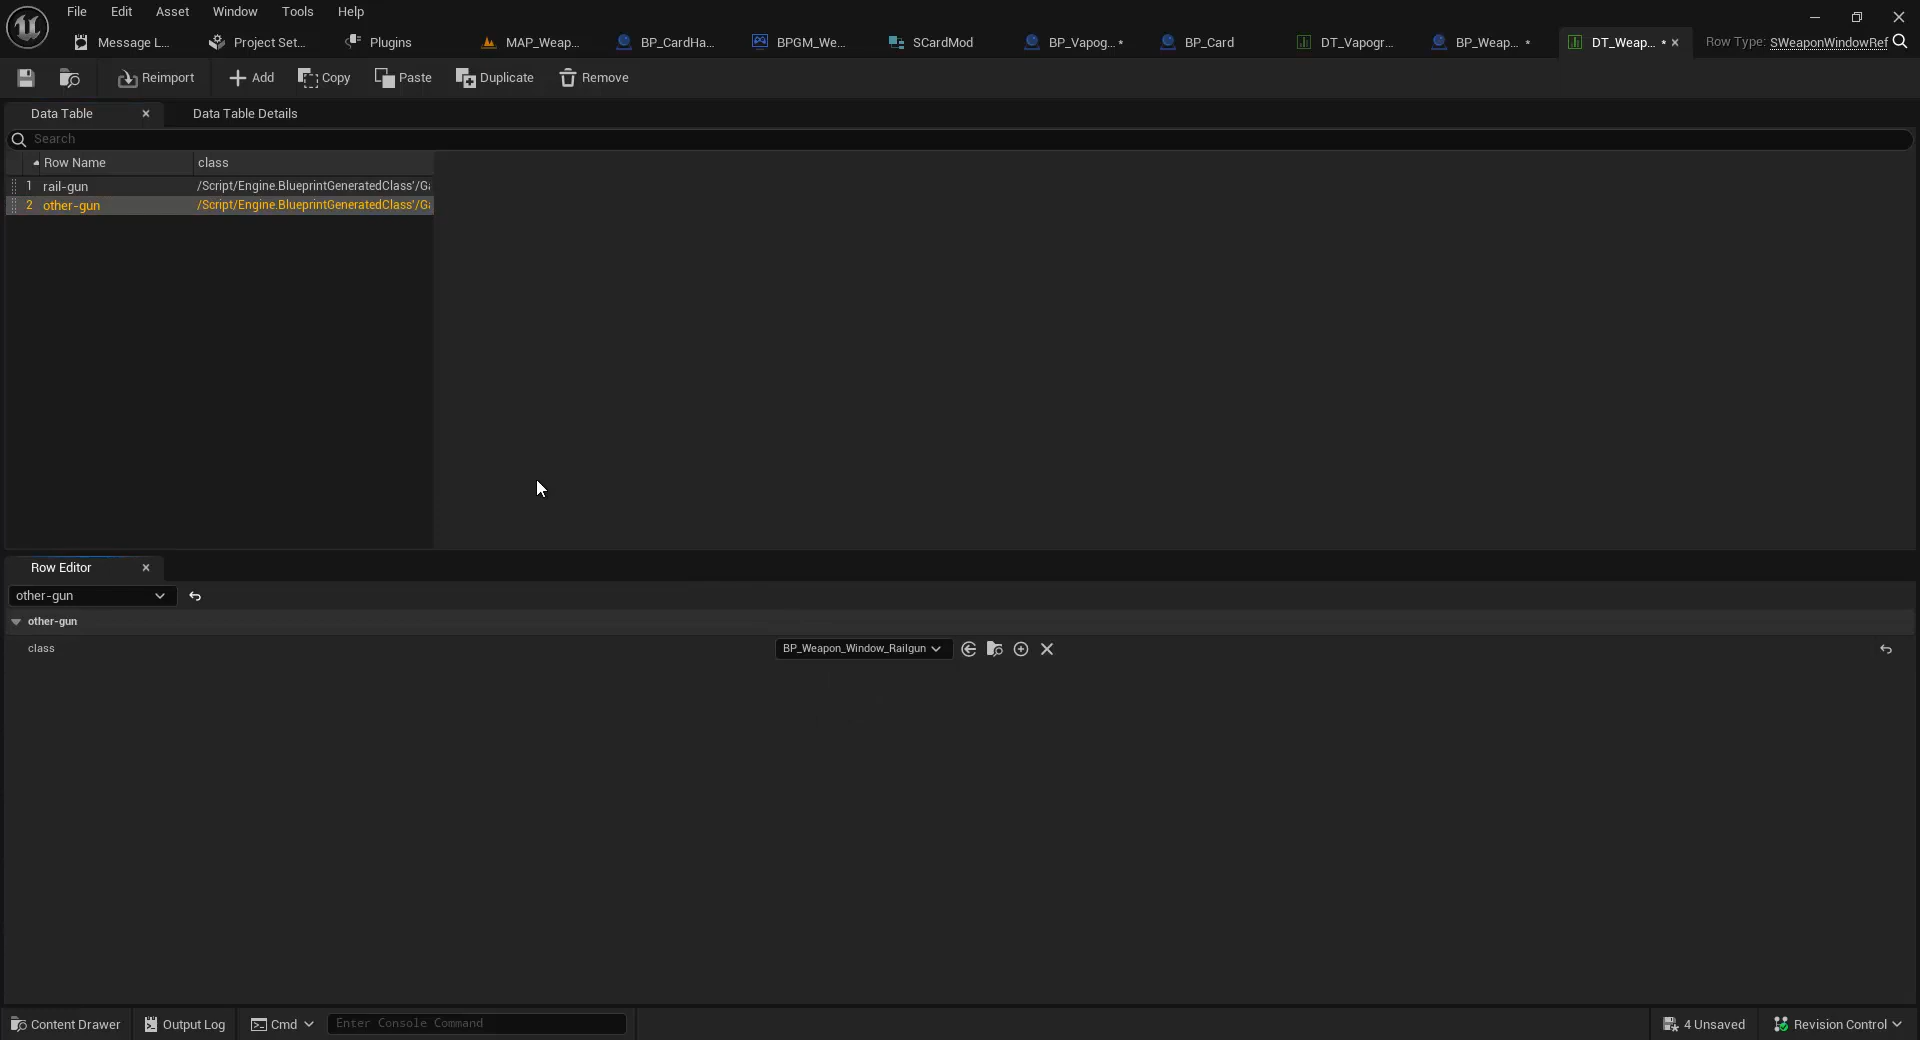 File Edit Asset Window Tools Help
Message L... Project Set... Plugins MAP_Weap... BP_CardHa... BPGM_We... SCardMod BP_Vapog... * BP_Card DT_Vapogr... BP_Weap... * DT_Weap... * Row Type: SWeaponWindowRef
Reimport Add Copy Paste Duplicate Remove
Data Table Data Table Details
Search
Row Name class
1 rail-gun /Script/Engine.BlueprintGeneratedClass'/Ga
2 other-gun /Script/Engine.BlueprintGeneratedClass'/Ga
Row Editor
other-gun
other-gun
class BP_Weapon_Window_Railgun
Content Drawer Output Log Cmd Enter Console Command 4 Unsaved Revision Control